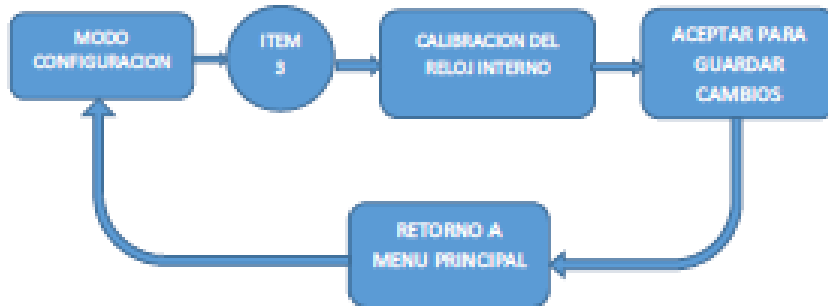 MODO
CONFIGURACION
ITEM
3
CALIBRACION DEL
RELOJ INTERNO
ACEPTAR PARA
GUARDAR
CAMBIOS
RETORNO A
MENU PRINCIPAL